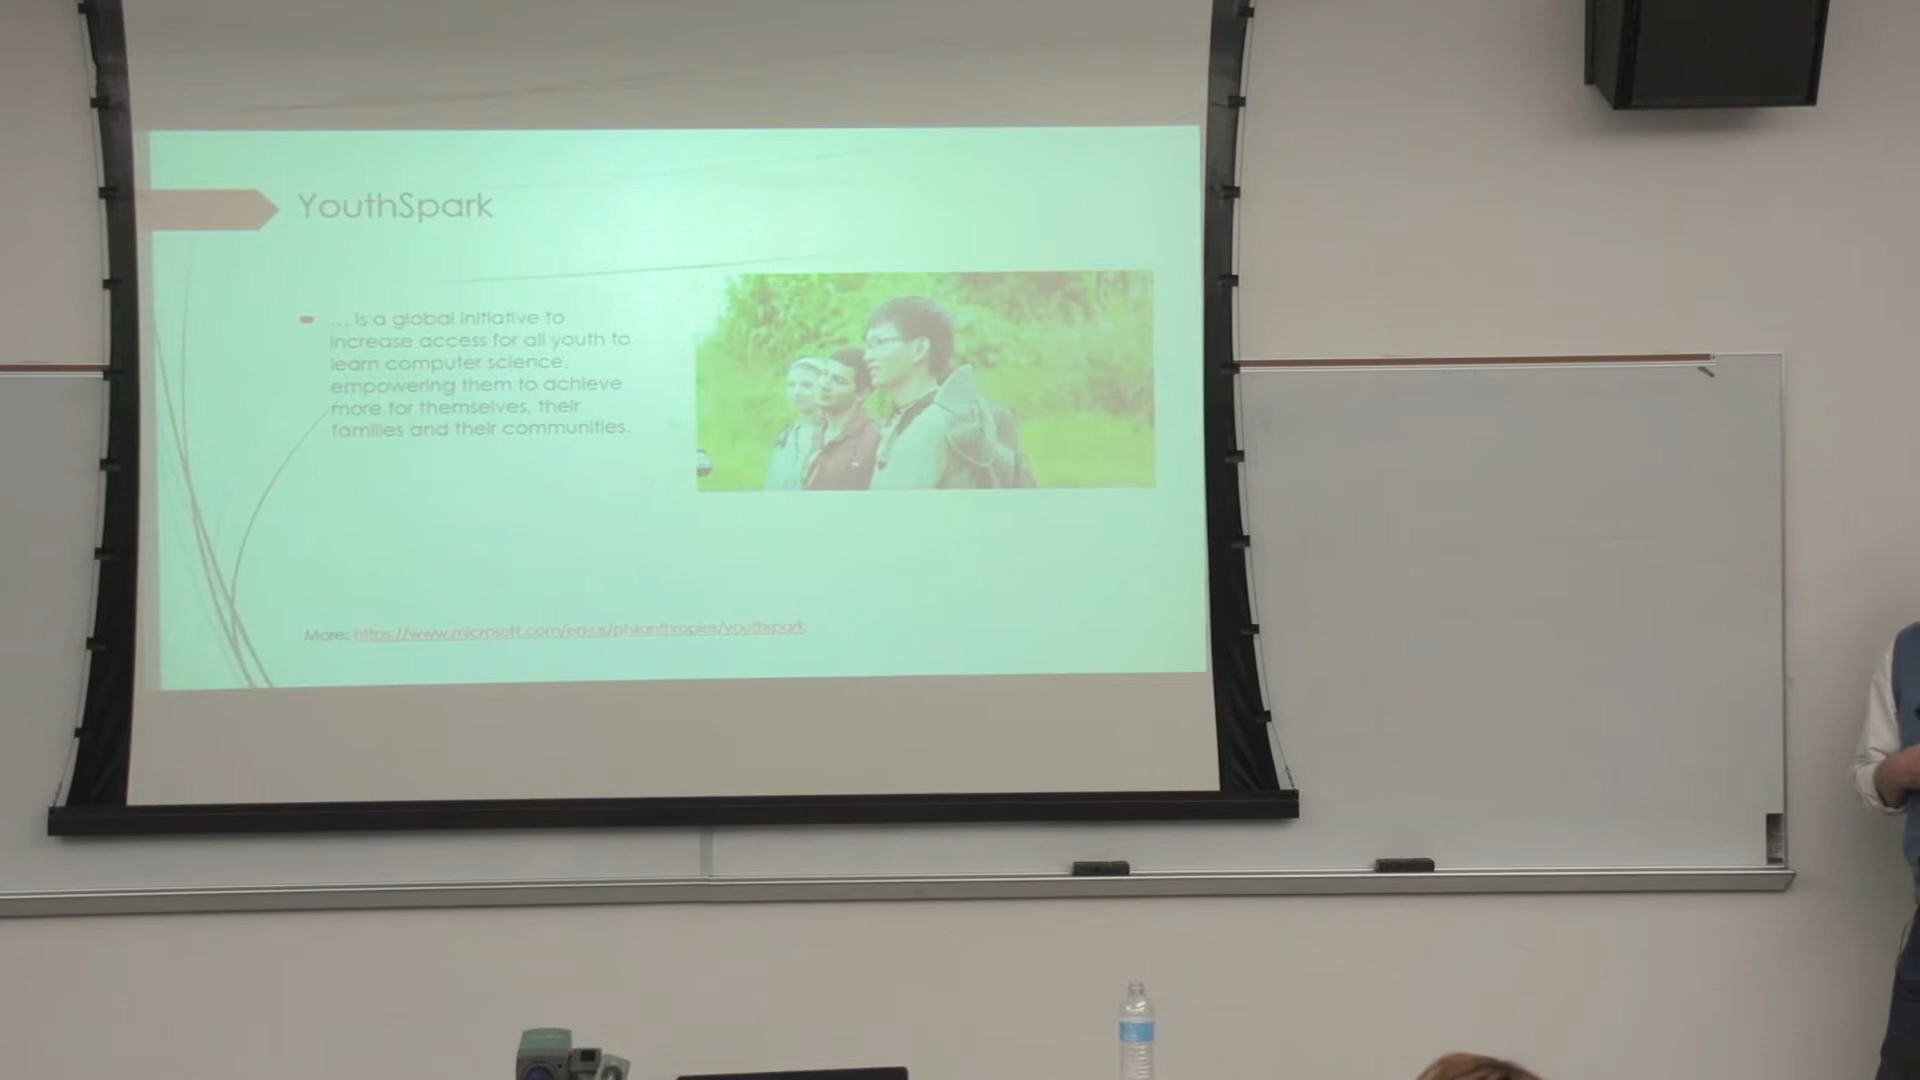 YouthSpark
... is a global initiative to
increase access for all youth to
learn computer science,
empowering them to achieve
more for themselves, their
families and their communities.
More: https://www.microsoft.com/en-us/philanthropies/youthspark